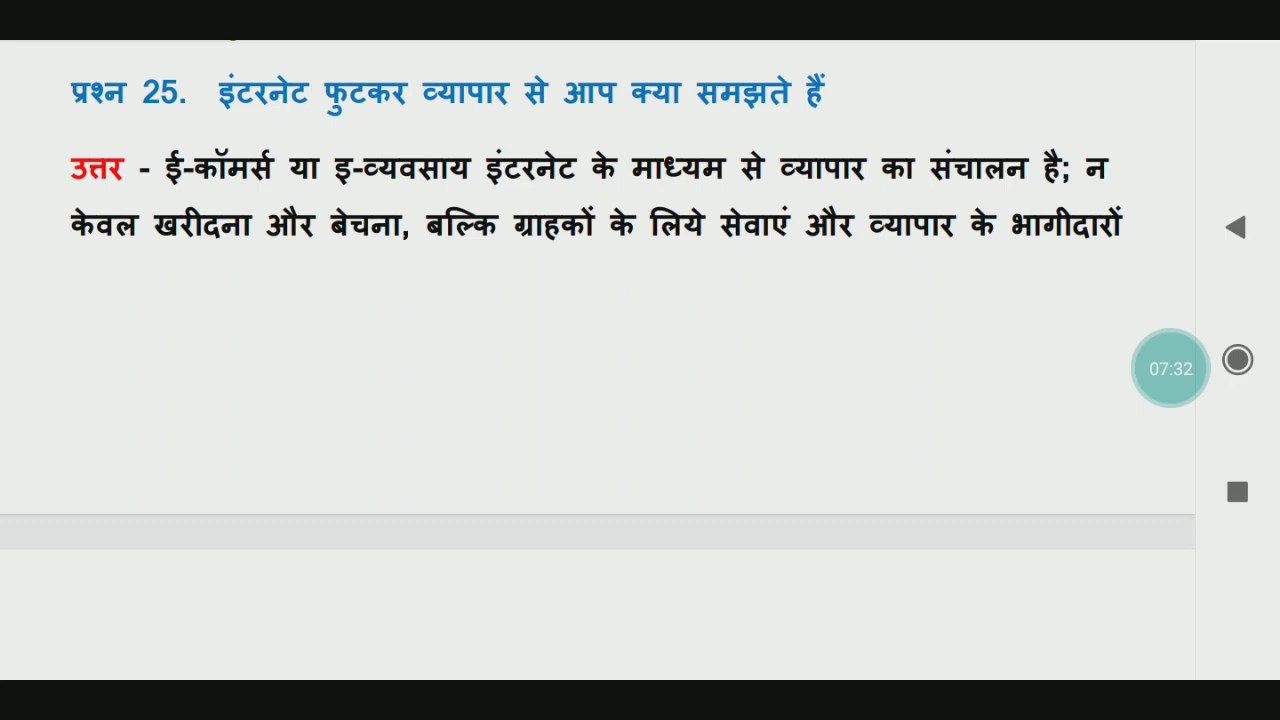 प्रश्न 25. इंटरनेट फुटकर व्यापार से आप क्या समझते हैं
उत्तर - ई-कॉमर्स या इ-व्यवसाय इंटरनेट के माध्यम से व्यापार का संचालन है; न
केवल खरीदना और बेचना, बल्कि ग्राहकों के लिये सेवाएं और व्यापार के भागीदारों
07:32